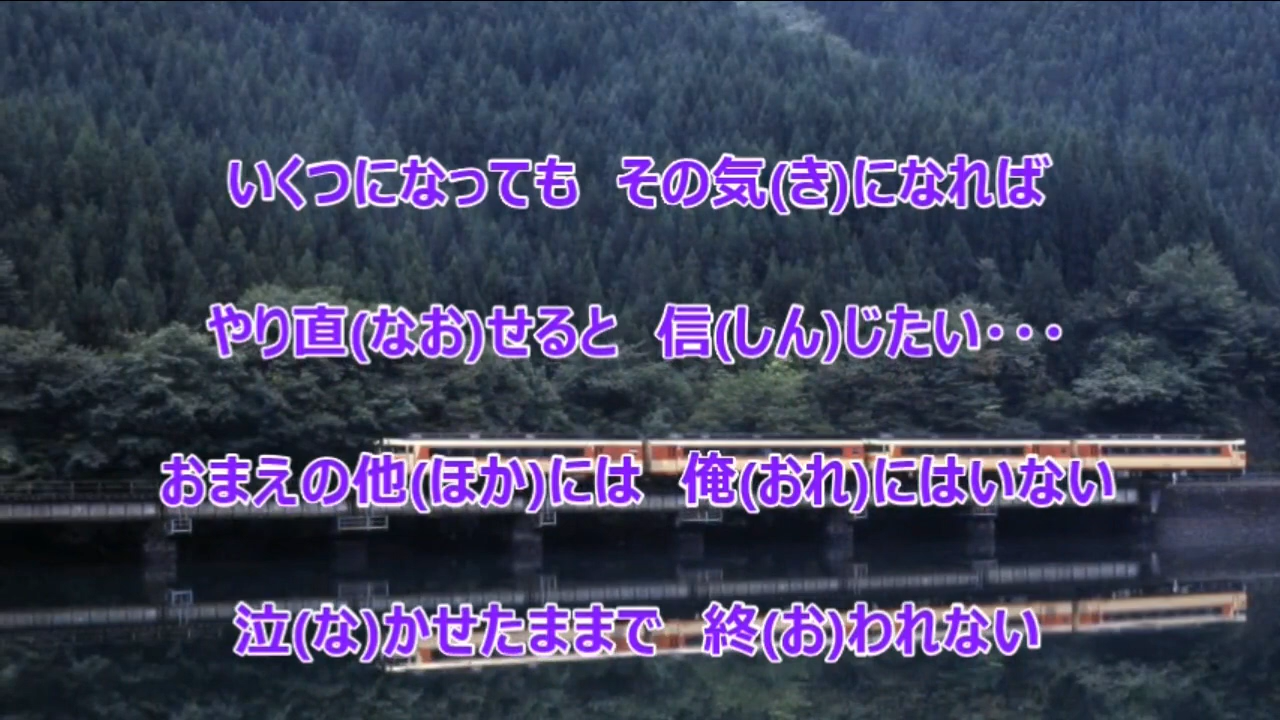 いくつになっても　その気(き)になれば
やり直(なお)せると　信(しん)じたい・・・
おまえの他(ほか)には　俺(おれ)にはいない
泣(な)かせたままで　終(お)われない